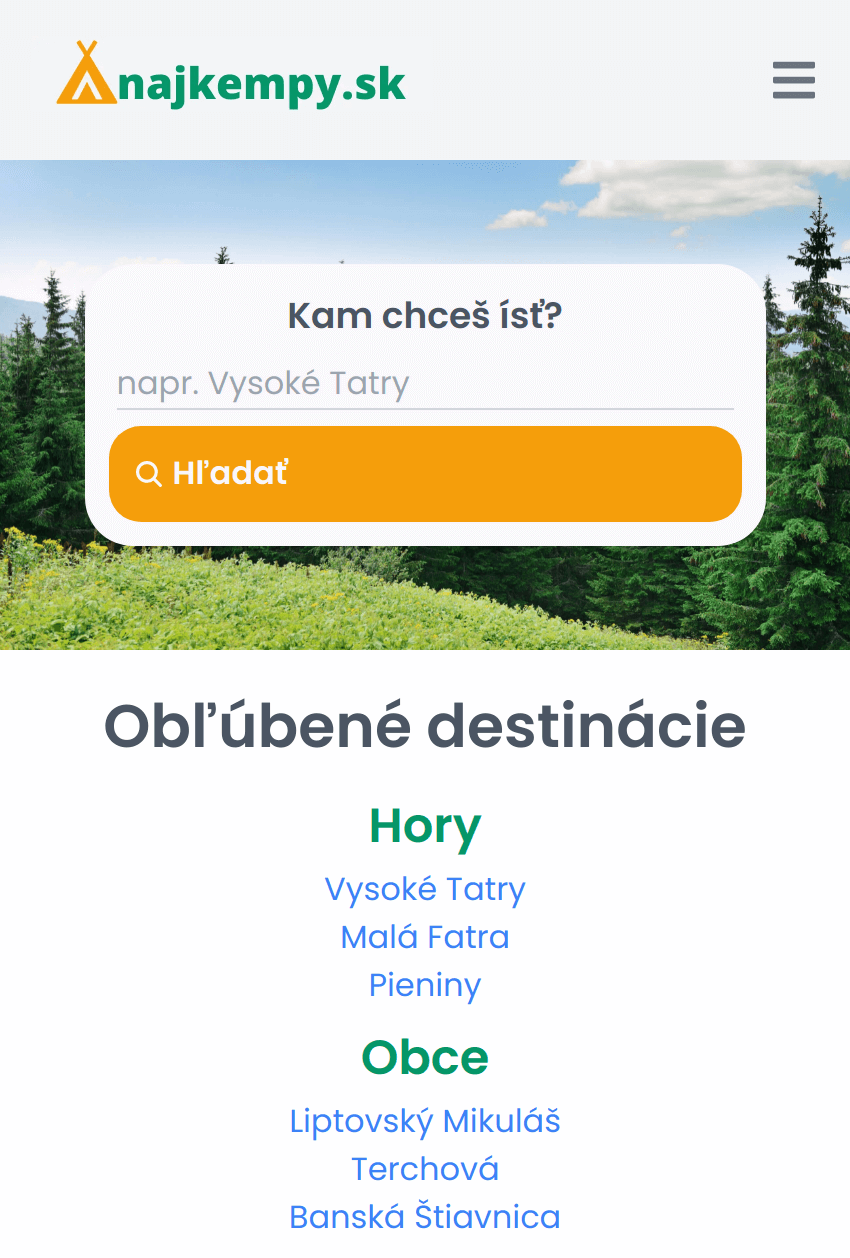 najkempy.sk
Kam chceš ísť?
napr. Vysoké Tatry
Hľadať
Obľúbené destinácie
Hory
Vysoké Tatry
Malá Fatra
Pieniny
Obce
Liptovský Mikuláš
Terchová
Banská Štiavnica